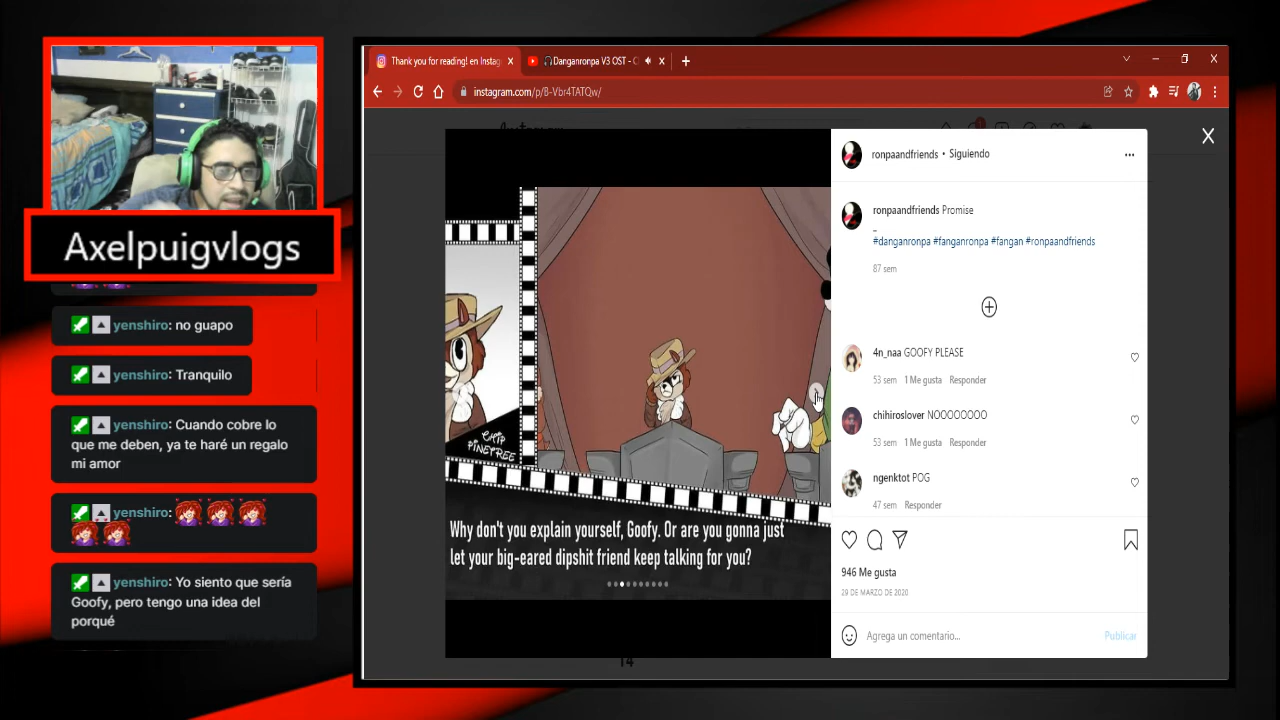 Axelpuigvlogs
yenshiro: no guapo
yenshiro: Tranquilo
yenshiro: Cuando cobre lo
que me deben, ya te haré un regalo
mi amor
yenshiro:
yenshiro: Yo siento que sería
Goofy, pero tengo una idea del
porqué
Thank you for reading! en Instag
Danganronpa V3 OST - C
instagram.com/p/B-Vbr4TATQw/
CHIP
PINETREE
Why don't you explain yourself, Goofy. Or are you gonna just
let your big-eared dipshit friend keep talking for you?
ronpaandfriends • Siguiendo
ronpaandfriends Promise
_
#danganronpa #fanganronpa #fangan #ronpaandfriends
87 sem
4n_naa GOOFY PLEASE
53 sem 1 Me gusta Responder
chihiroslover NOOOOOOOO
53 sem 1 Me gusta Responder
ngenktot POG
47 sem Responder
946 Me gusta
29 DE MARZO DE 2020
Agrega un comentario...
Publicar
14